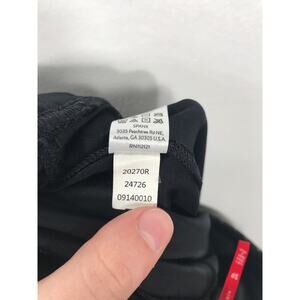 SPANX
3035 Peachtree Rd NE,
Atlanta, GA 30305 U.S.A.
RN112121
20270R
24726
09140010